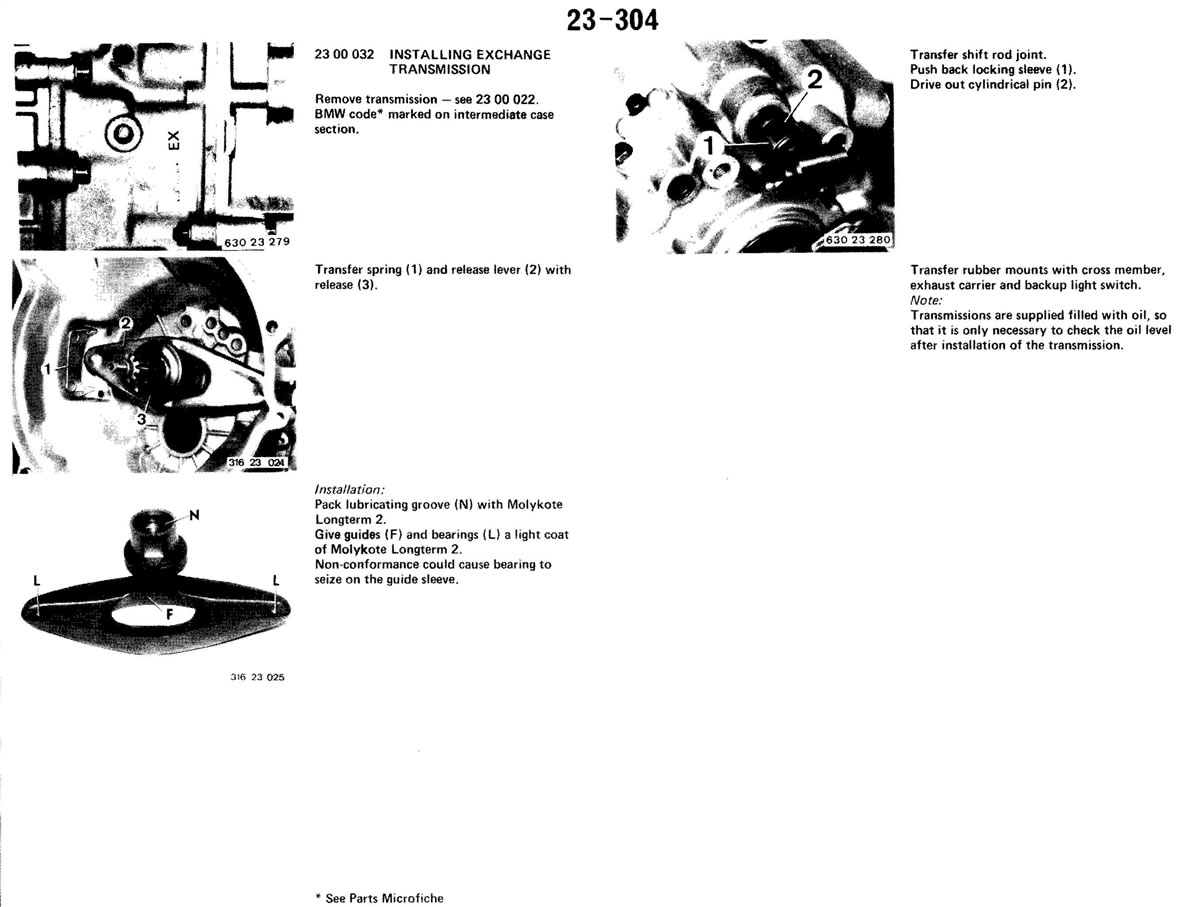 23-304
23 00 032 INSTALLING EXCHANGE
TRANSMISSION
Remove transmission – see 23 00 022.
BMW code* marked on intermediate case
section.
EX
630 23 279
Transfer spring (1) and release lever (2) with
release (3).
1
2
3
316 23 024
Installation:
Pack lubricating groove (N) with Molykote
Longterm 2.
Give guides (F) and bearings (L) a light coat
of Molykote Longterm 2.
Non-conformance could cause bearing to
seize on the guide sleeve.
N
L
L
F
316 23 025
Transfer shift rod joint.
Push back locking sleeve (1).
Drive out cylindrical pin (2).
2
1
630 23 280
Transfer rubber mounts with cross member,
exhaust carrier and backup light switch.
Note:
Transmissions are supplied filled with oil, so
that it is only necessary to check the oil level
after installation of the transmission.
* See Parts Microfiche